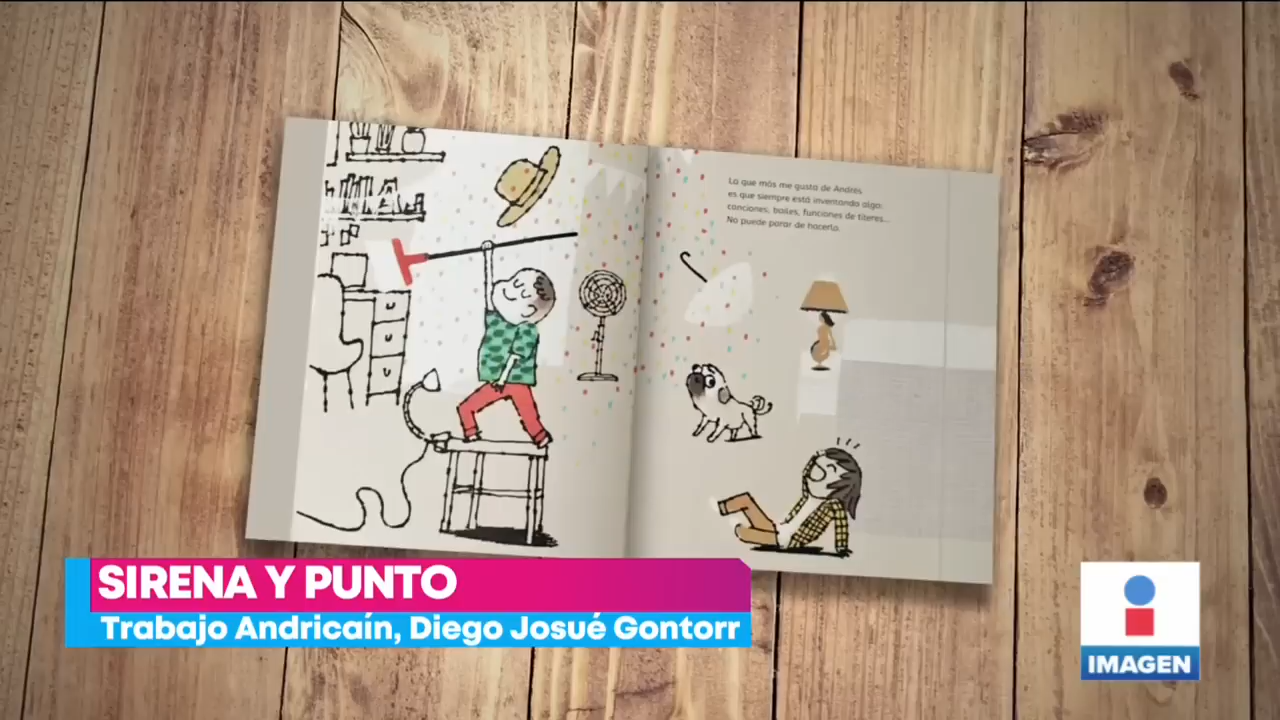 Lo que más me gusta de Andrés
es que siempre está inventando algo:
canciones, bailes, funciones de títeres...
No puede parar de hacerlo.
SIRENA Y PUNTO
Trabajo Andricaín, Diego Josué Gontorr
IMAGEN